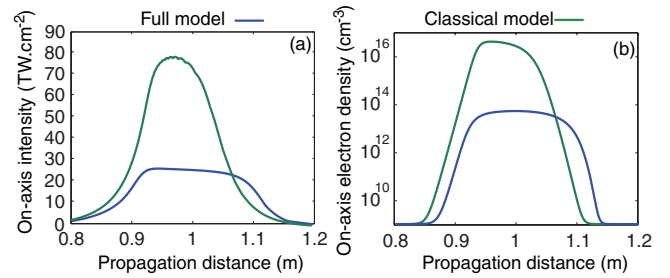 Full model Classical model
(a)
On-axis intensity (TW.cm⁻²)
90
80
70
60
50
40
30
20
10
0
0.8 0.9 1 1.1 1.2
Propagation distance (m)
(b)
On-axis electron density (cm⁻³)
10¹⁶
10¹⁴
10¹²
10¹⁰
0.8 0.9 1 1.1 1.2
Propagation distance (m)